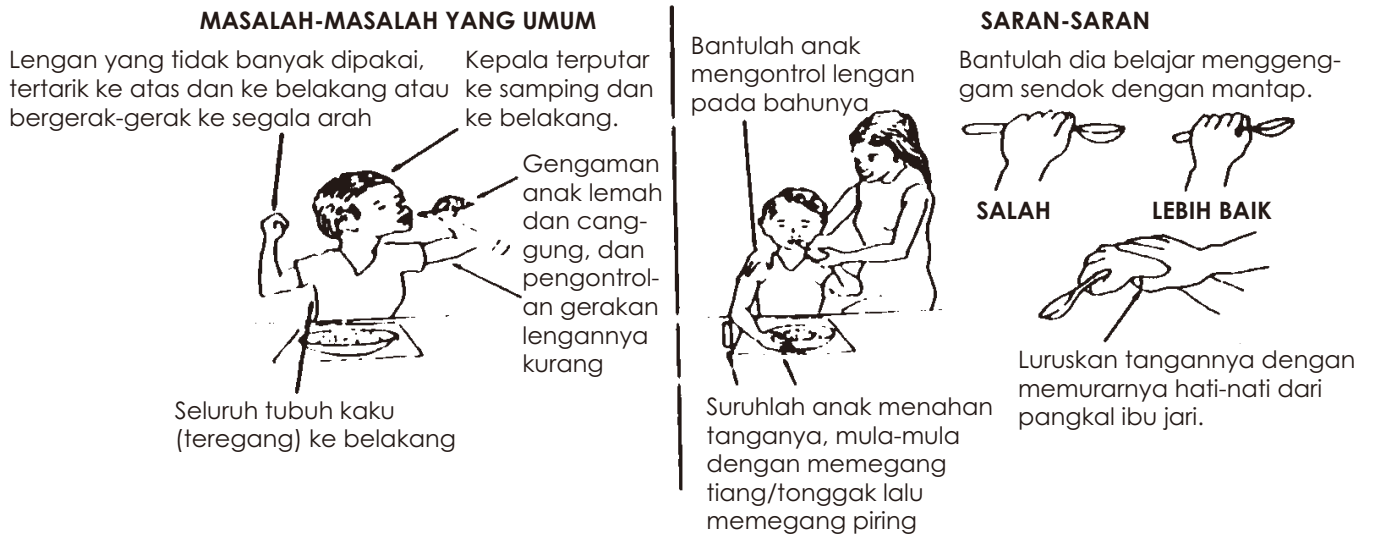 MASALAH-MASALAH YANG UMUM
Lengan yang tidak banyak dipakai,
tertarik ke atas dan ke belakang atau
bergerak-gerak ke segala arah
Kepala terputar
ke samping dan
ke belakang.
Gengaman
anak lemah
dan cang-
gung, dan
pengontrol-
an gerakan
lengannya
kurang
Seluruh tubuh kaku
(teregang) ke belakang
SARAN-SARAN
Bantulah anak
mengontrol lengan
pada bahunya
Bantulah dia belajar menggeng-
gam sendok dengan mantap.
SALAH
LEBIH BAIK
Luruskan tangannya dengan
memurarnya hati-nati dari
pangkal ibu jari.
Suruhlah anak menahan
tanganya, mula-mula
dengan memegang
tiang/tonggak lalu
memegang piring